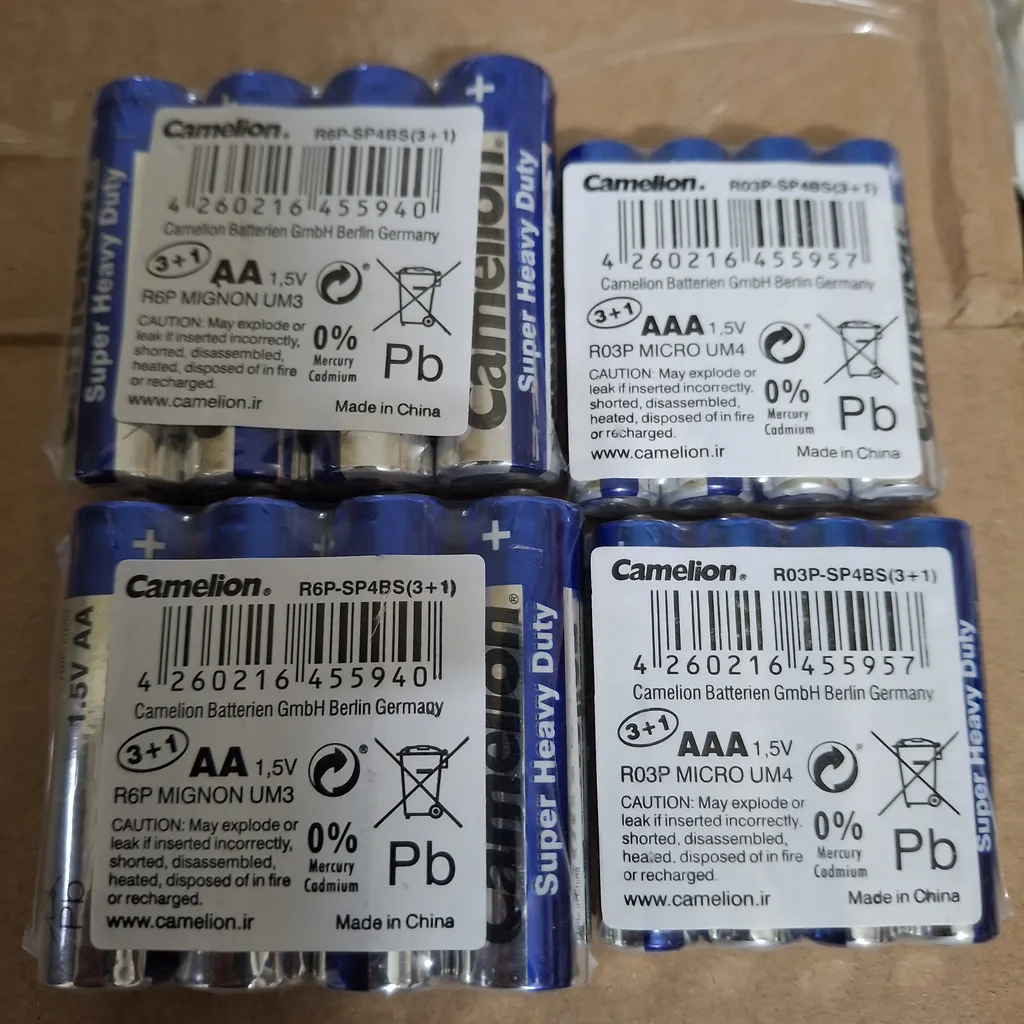 +
Camelion® R6P-SP4BS(3+1)
4 260216 455940
Camelion Batterien GmbH Berlin Germany
3+1 AA 1,5V
R6P MIGNON UM3
CAUTION: May explode or
leak if inserted incorrectly,
shorted, disassembled,
heated, disposed of in fire
or recharged.
0%
Mercury
Cadmium
Pb
www.camelion.ir Made in China
Super Heavy Duty
Camelion®
Super Heavy Duty
Camelion® R03P-SP4BS(3+1)
4 260216 455957
Camelion Batterien GmbH Berlin Germany
3+1 AAA 1,5V
R03P MICRO UM4
CAUTION: May explode or
leak if inserted incorrectly,
shorted, disassembled,
heated, disposed of in fire
or recharged.
0%
Mercury
Cadmium
Pb
www.camelion.ir Made in China
Camelion
+ +
Camelion® R6P-SP4BS(3+1)
4 260216 455940
Camelion Batterien GmbH Berlin Germany
3+1 AA 1,5V
R6P MIGNON UM3
CAUTION: May explode or
leak if inserted incorrectly,
shorted, disassembled,
heated, disposed of in fire
or recharged.
0%
Mercury
Cadmium
Pb
www.camelion.ir Made in China
1.5V AA
Pb
Camelion®
Super Heavy Duty
Camelion® R03P-SP4BS(3+1)
4 260216 455957
Camelion Batterien GmbH Berlin Germany
3+1 AAA 1,5V
R03P MICRO UM4
CAUTION: May explode or
leak if inserted incorrectly.
shorted, disassembled,
heated, disposed of in fire
or recharged.
0%
Mercury
Cadmium
Pb
www.camelion.ir Made in China
Super Heavy Duty